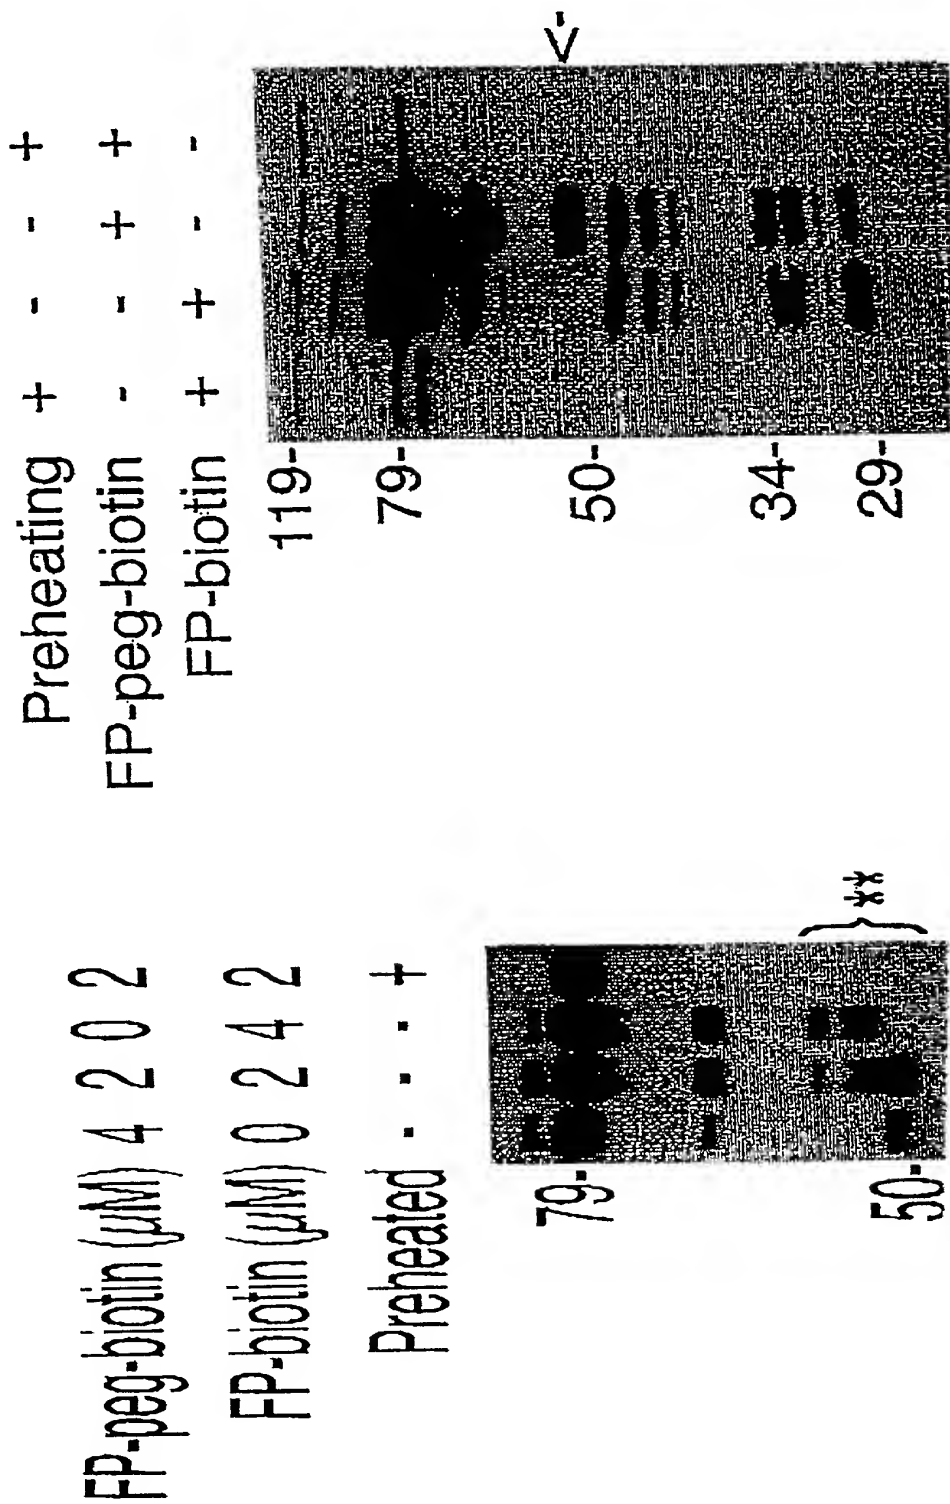 FP-peg-biotin (μM) 4 2 0 2
FP-biotin (μM) 0 2 4 2
Preheated - - - +
79-
50-
**
Preheating + - - +
FP-peg-biotin - - + +
FP-biotin + + - -
119-
79-
50-
34-
29-